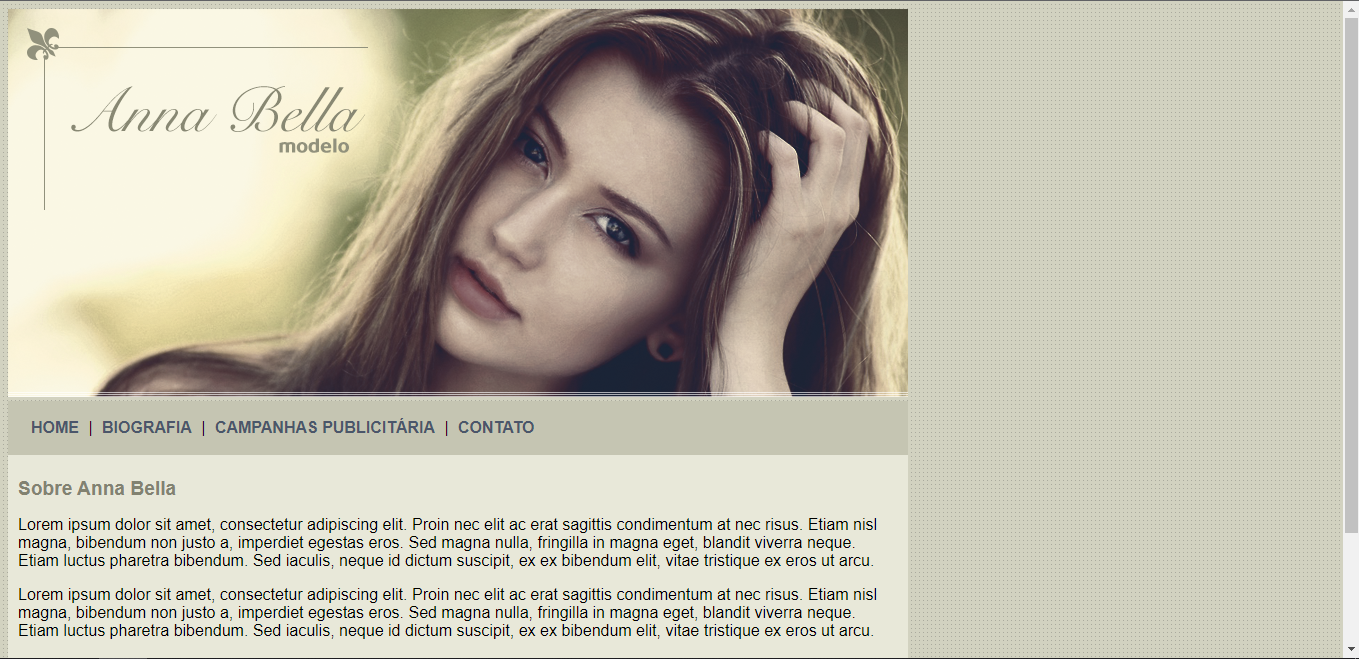 Anna Bella
modelo
HOME | BIOGRAFIA | CAMPANHAS PUBLICITÁRIA | CONTATO
Sobre Anna Bella
Lorem ipsum dolor sit amet, consectetur adipiscing elit. Proin nec elit ac erat sagittis condimentum at nec risus. Etiam nisl
magna, bibendum non justo a, imperdiet egestas eros. Sed magna nulla, fringilla in magna eget, blandit viverra neque.
Etiam luctus pharetra bibendum. Sed iaculis, neque id dictum suscipit, ex ex bibendum elit, vitae tristique ex eros ut arcu.
Lorem ipsum dolor sit amet, consectetur adipiscing elit. Proin nec elit ac erat sagittis condimentum at nec risus. Etiam nisl
magna, bibendum non justo a, imperdiet egestas eros. Sed magna nulla, fringilla in magna eget, blandit viverra neque.
Etiam luctus pharetra bibendum. Sed iaculis, neque id dictum suscipit, ex ex bibendum elit, vitae tristique ex eros ut arcu.